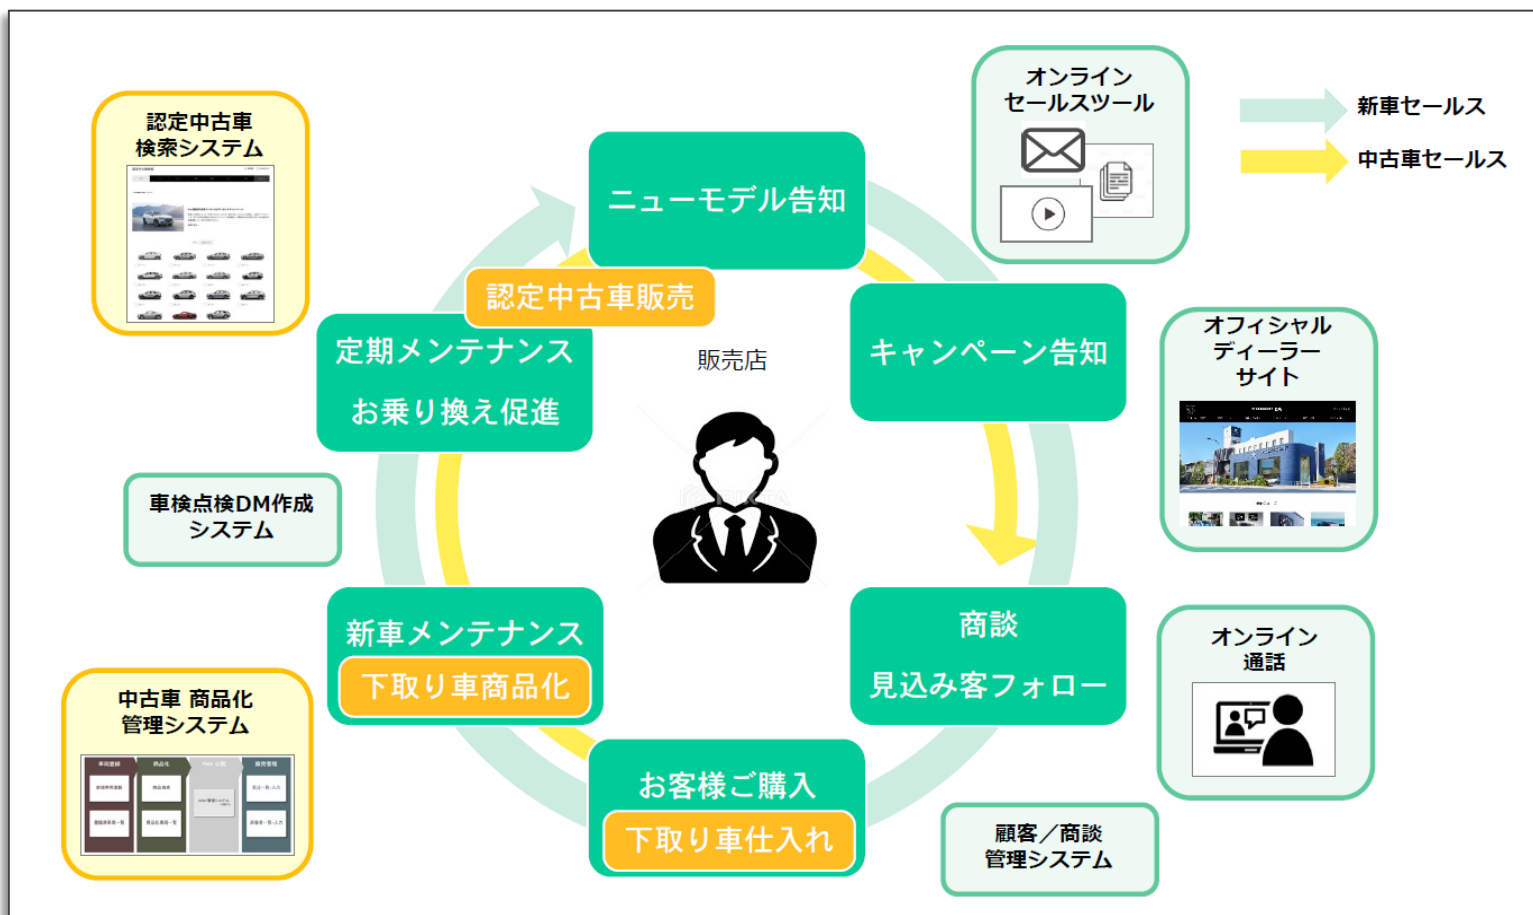 認定中古車
検索システム
オンライン
セールスツール
新車セールス
中古車セールス
ニューモデル告知
認定中古車販売
定期メンテナンス
お乗り換え促進
販売店
キャンペーン告知
オフィシャル
ディーラー
サイト
車検点検DM作成
システム
新車メンテナンス
下取り車商品化
商談
見込み客フォロー
オンライン
通話
中古車 商品化
管理システム
お客様ご購入
下取り車仕入れ
顧客／商談
管理システム